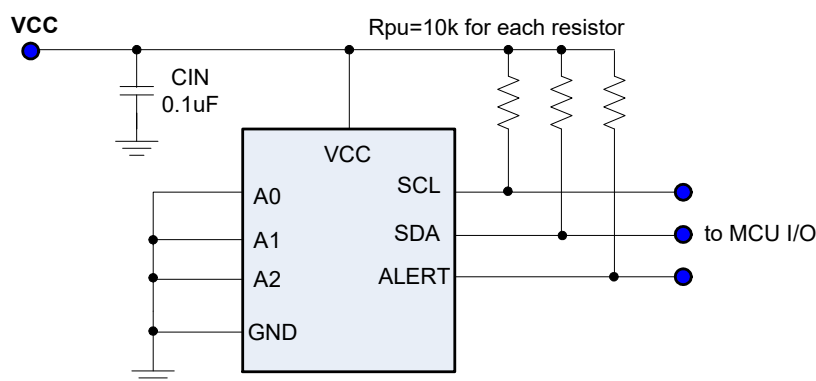 VCC
Rpu=10k for each resistor
CIN
0.1uF
VCC
A0
SCL
A1
SDA
to MCU I/O
A2
ALERT
GND